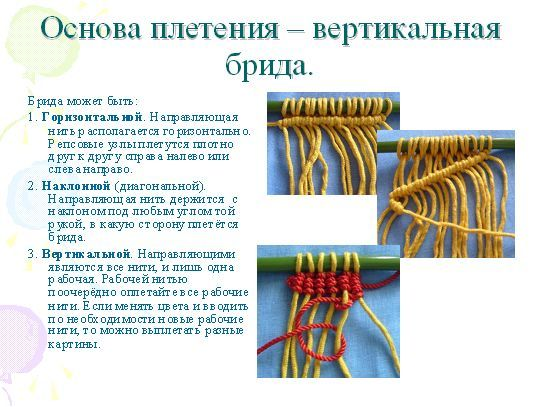 Основа плетения – вертикальная
брида.
Брида может быть:
1. Горизонтальной. Направляющая
нить располагается горизонтально.
Репсовые узлы плетутся плотно
друг к другу справа налево или
слева направо.
2. Наклонной (диагональной).
Направляющая нить держится с
наклоном под любым углом той
рукой, в какую сторону плетётся
брида.
3. Вертикальной. Направляющими
являются все нити, и лишь одна
рабочая. Рабочей нитью
поочерёдно оплетайте все рабочие
нити. Если менять цвета и вводить
по необходимости новые рабочие
нити, то можно выплетать разные
картины.